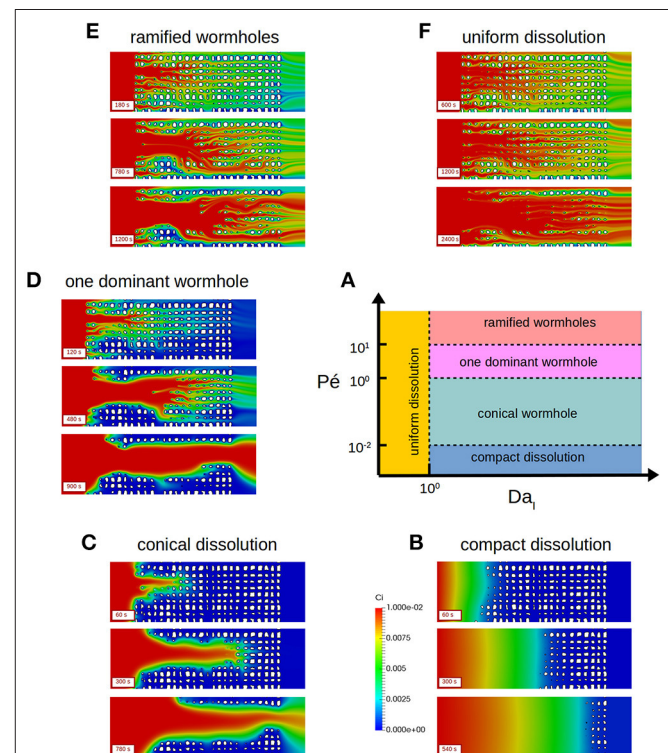 E ramified wormholes
180 s
780 s
1200 s
F uniform dissolution
600 s
1200 s
2400 s
D one dominant wormhole
120 s
480 s
900 s
A
Pé
10¹
10⁰
10⁻²
uniform dissolution
ramified wormholes
one dominant wormhole
conical wormhole
compact dissolution
10⁰
Daₗ
C conical dissolution
60 s
300 s
780 s
Ci
1.000e-02
0.0075
0.005
0.0025
0.000e+00
B compact dissolution
60 s
300 s
540 s